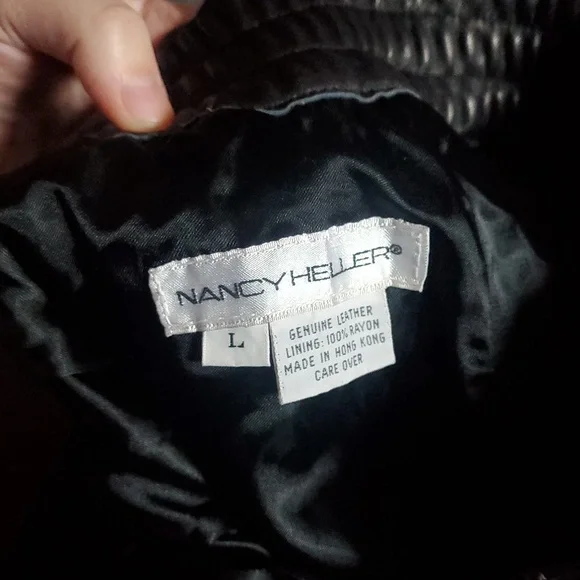 NANCY HELLER®
L
GENUINE LEATHER
LINING: 100% RAYON
MADE IN HONG KONG
CARE OVER